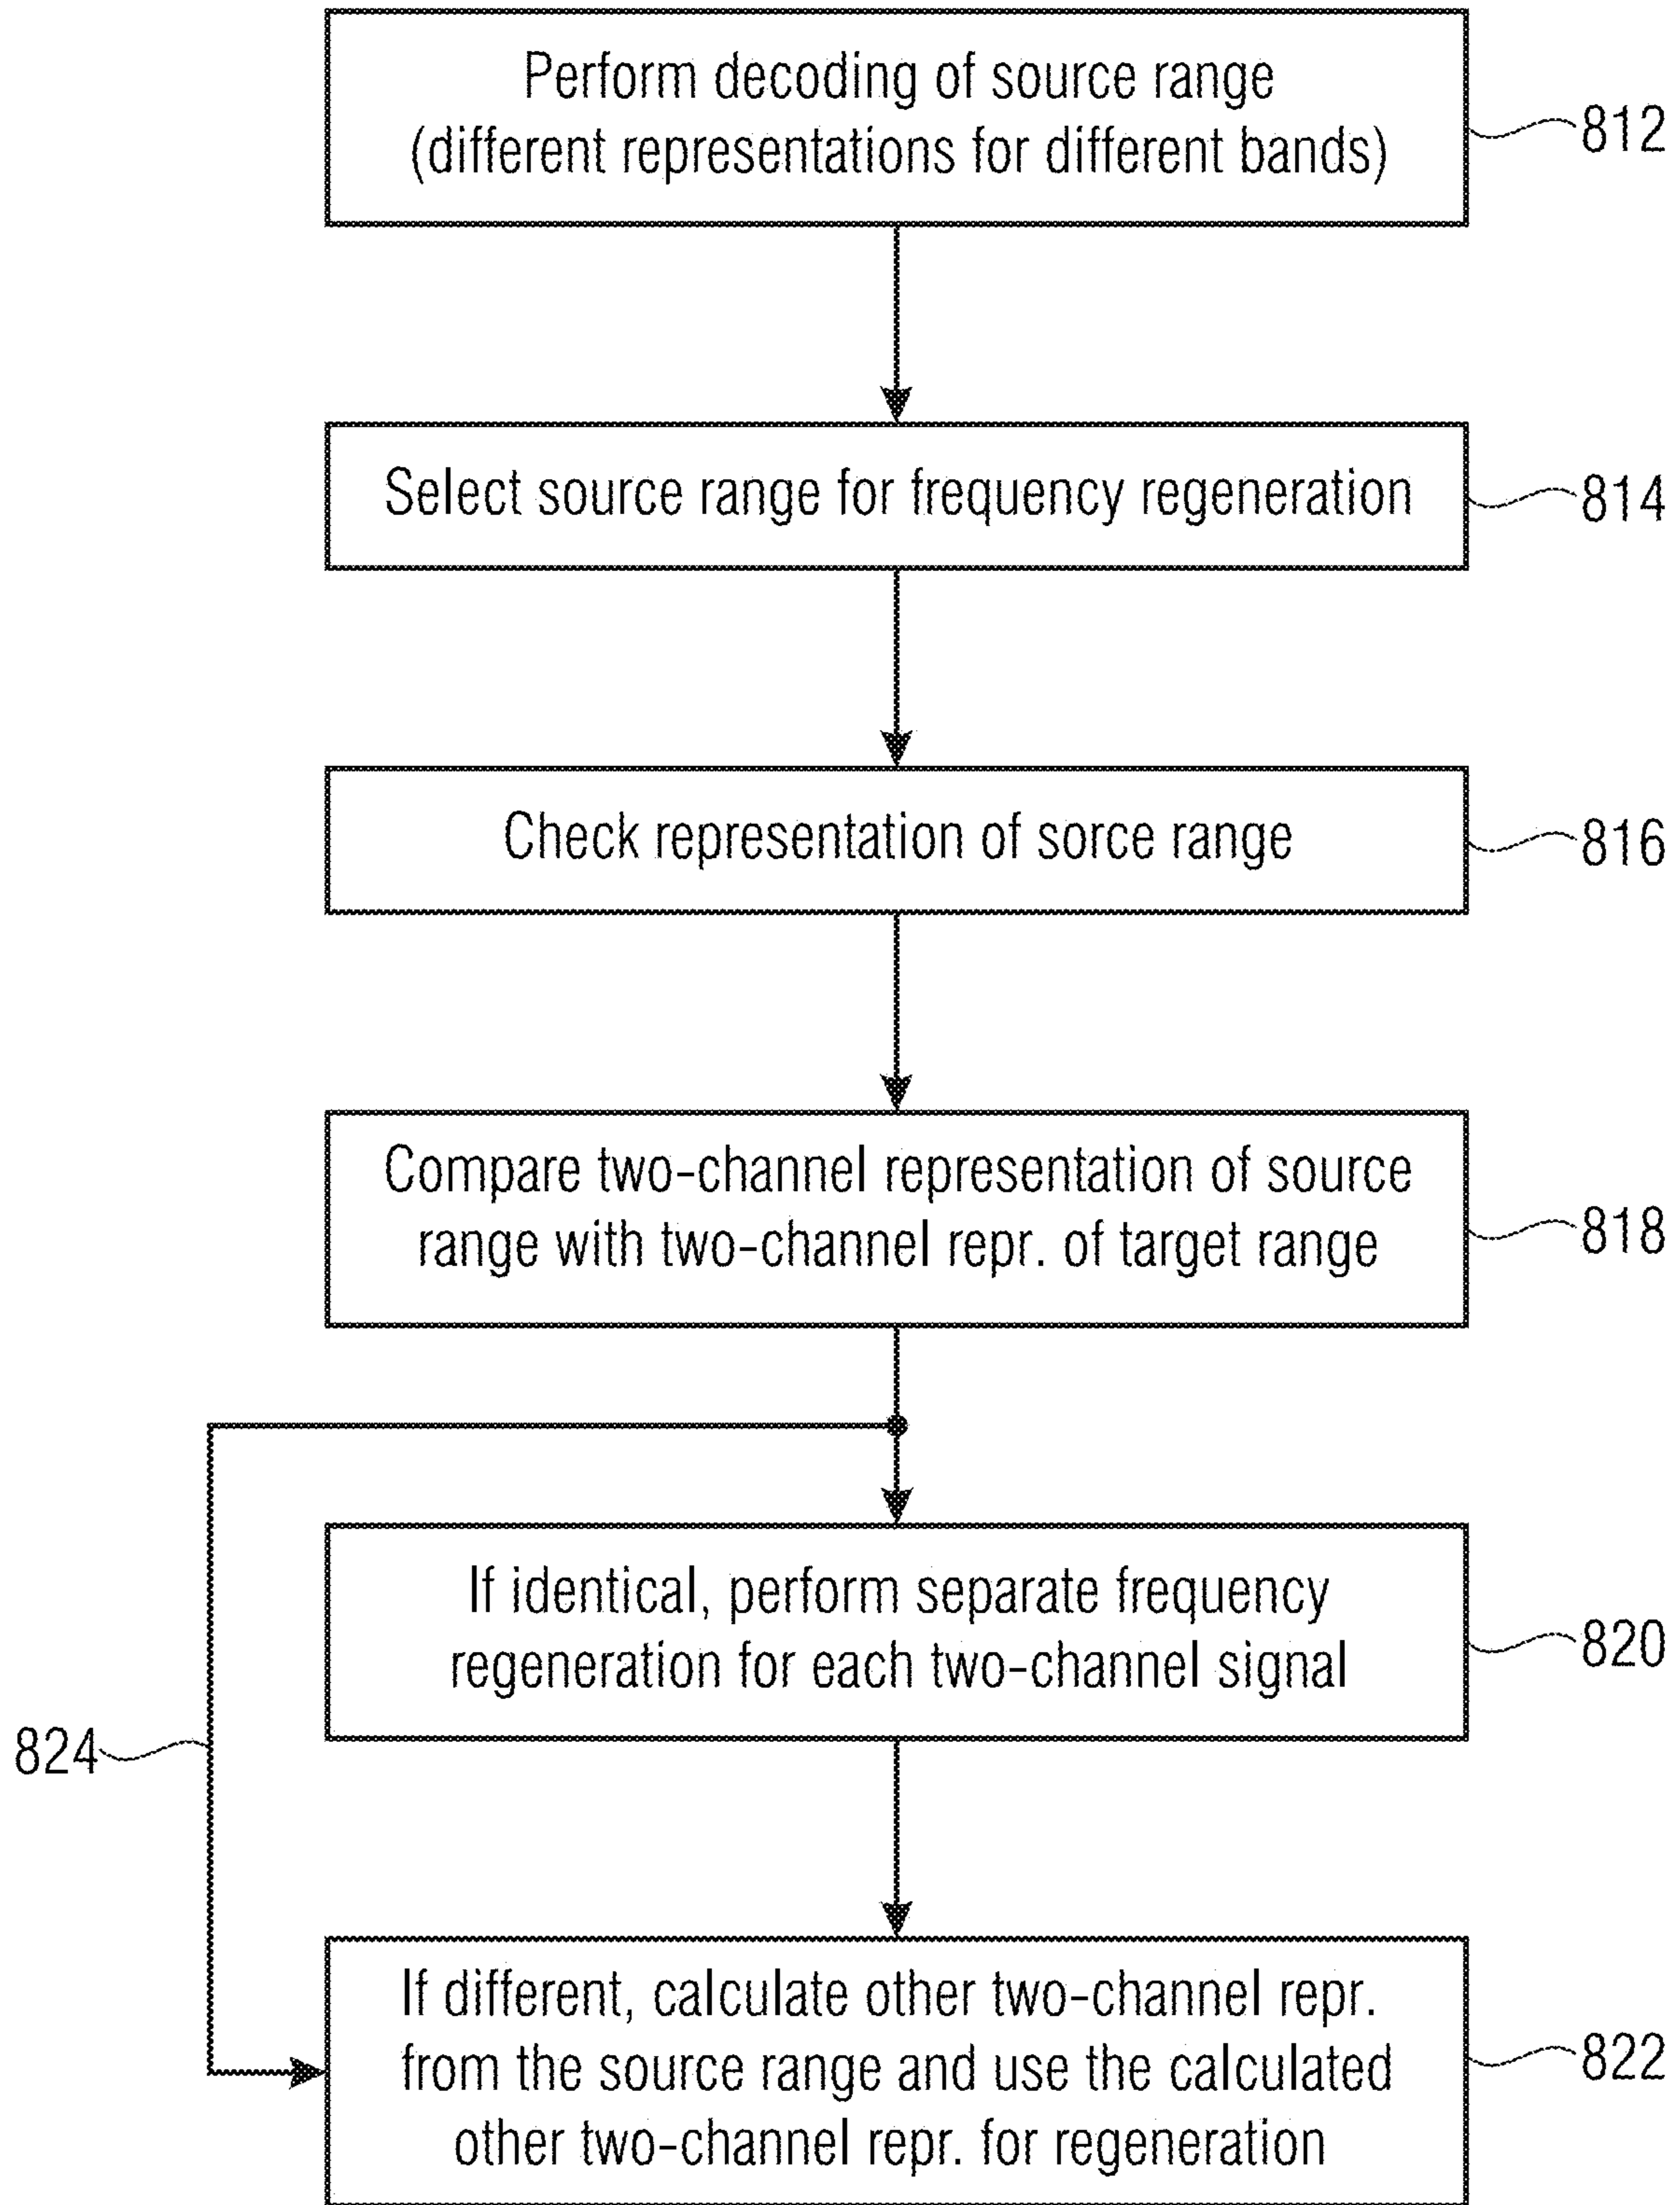 Perform decoding of source range
(different representations for different bands)
812
Select source range for frequency regeneration
814
Check representation of sorce range
816
Compare two-channel representation of source
range with two-channel repr. of target range
818
If identical, perform separate frequency
regeneration for each two-channel signal
820
824
If different, calculate other two-channel repr.
from the source range and use the calculated
other two-channel repr. for regeneration
822